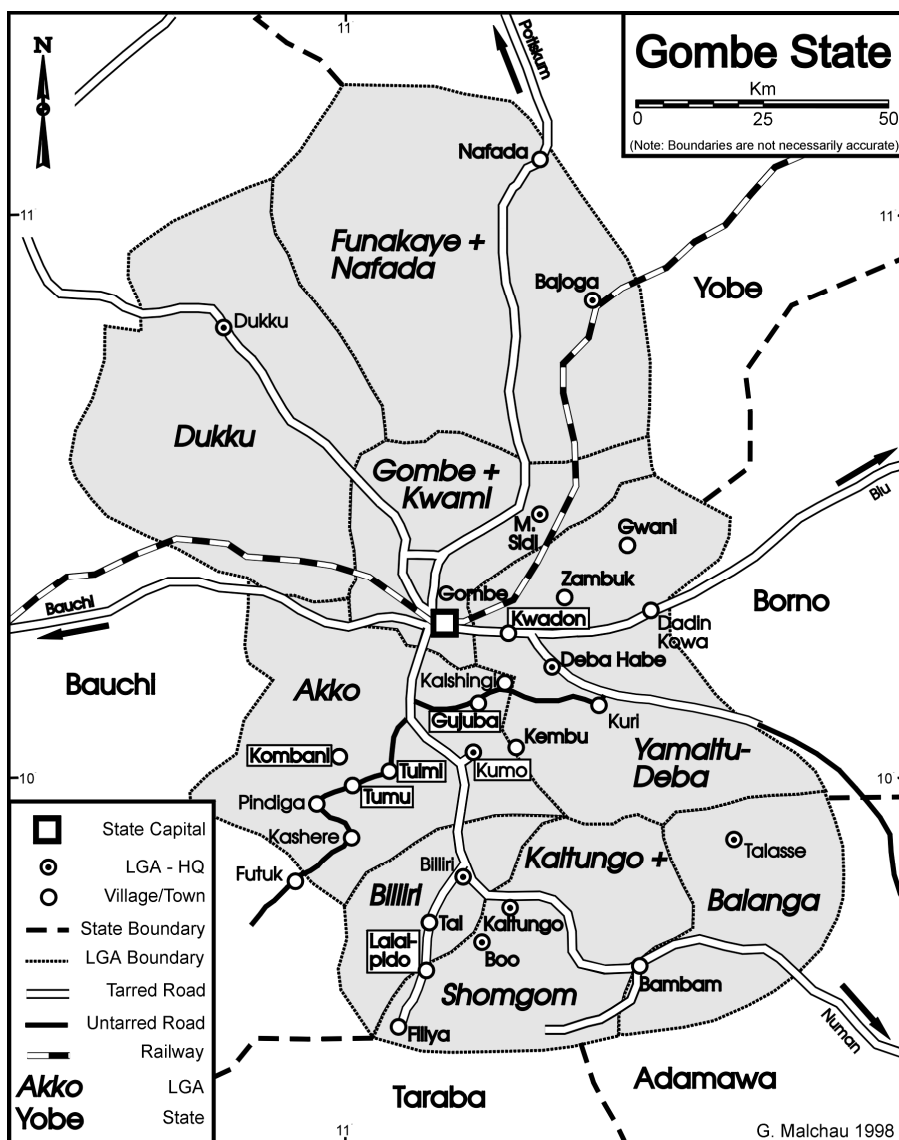 N
11
Potiskum
Gombe State
Km
0 25 50
(Note: Boundaries are not necessarily accurate)
Nafada
11
11
Funakaye +
Nafada
Bajoga
Yobe
Dukku
Dukku
Gombe +
Kwami
Biu
M.
Sidi
Gwani
Zambuk
Gombe
Bauchi
Kwadon
Dadin
Kowa
Borno
Deba Habe
Bauchi
Akko
Kalshingi
Gujuba
Kuri
Kembu
Yamaltu-
Deba
Kombani
Tulmi
Kumo
10
10
Tumu
Pindiga
Kashere
Futuk
Billiri
Kaltungo +
Talasse
Billiri
Balanga
Tal
Kaltungo
Lalai-
pido
Boo
Shomgom
Bambam
Filiya
Numan
Taraba
Adamawa
State Capital
LGA - HQ
Village/Town
State Boundary
LGA Boundary
Tarred Road
Untarred Road
Railway
Akko LGA
Yobe State
11
G. Malchau 1998